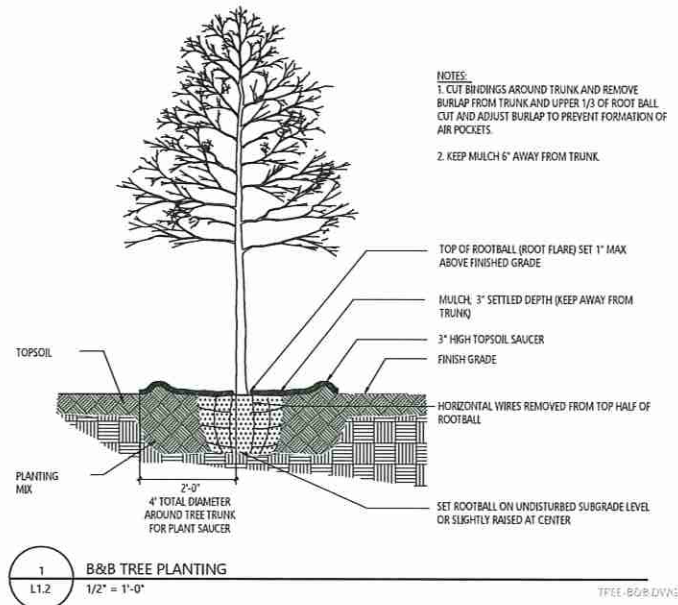 NOTES:
1. CUT BINDINGS AROUND TRUNK AND REMOVE
BURLAP FROM TRUNK AND UPPER 1/3 OF ROOT BALL
CUT AND ADJUST BURLAP TO PREVENT FORMATION OF
AIR POCKETS.
2. KEEP MULCH 6" AWAY FROM TRUNK.
TOP OF ROOTBALL (ROOT FLARE) SET 1" MAX
ABOVE FINISHED GRADE
MULCH, 3" SETTLED DEPTH (KEEP AWAY FROM
TRUNK)
3" HIGH TOPSOIL SAUCER
FINISH GRADE
TOPSOIL
HORIZONTAL WIRES REMOVED FROM TOP HALF OF
ROOTBALL
PLANTING
MIX
2'-0"
4' TOTAL DIAMETER
AROUND TREE TRUNK
FOR PLANT SAUCER
SET ROOTBALL ON UNDISTURBED SUBGRADE LEVEL
OR SLIGHTLY RAISED AT CENTER
1
L1.2
B&B TREE PLANTING
1/2" = 1'-0"
TREE-B&B.DWG